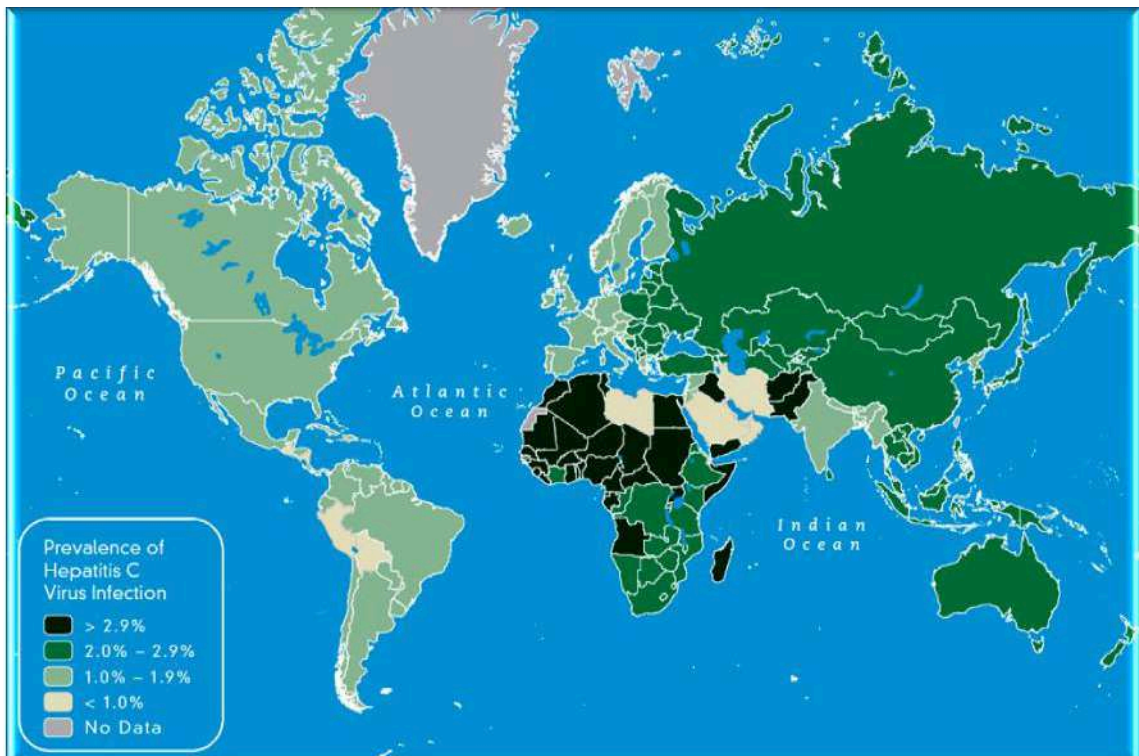 Pacific
Ocean
Atlantic
Ocean
Indian
Ocean
Prevalence of
Hepatitis C
Virus Infection
> 2.9%
2.0% – 2.9%
1.0% – 1.9%
< 1.0%
No Data